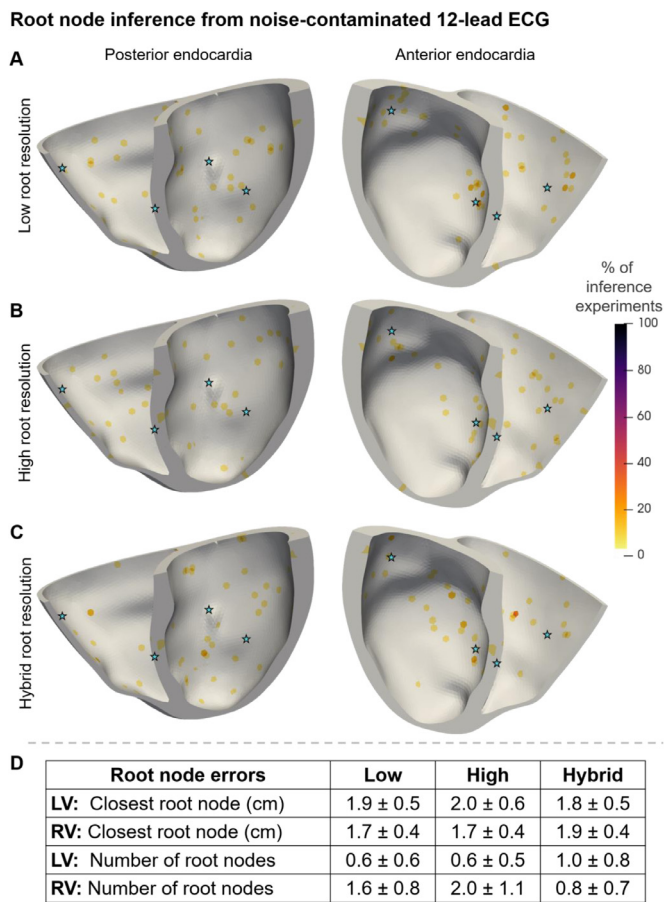 Root node inference from noise-contaminated 12-lead ECG
Posterior endocardia
Anterior endocardia
A
Low root resolution
B
High root resolution
C
Hybrid root resolution
% of
inference
experiments
100
80
60
40
20
0
D
Root node errors Low High Hybrid
LV: Closest root node (cm) 1.9 ± 0.5 2.0 ± 0.6 1.8 ± 0.5
RV: Closest root node (cm) 1.7 ± 0.4 1.7 ± 0.4 1.9 ± 0.4
LV: Number of root nodes 0.6 ± 0.6 0.6 ± 0.5 1.0 ± 0.8
RV: Number of root nodes 1.6 ± 0.8 2.0 ± 1.1 0.8 ± 0.7